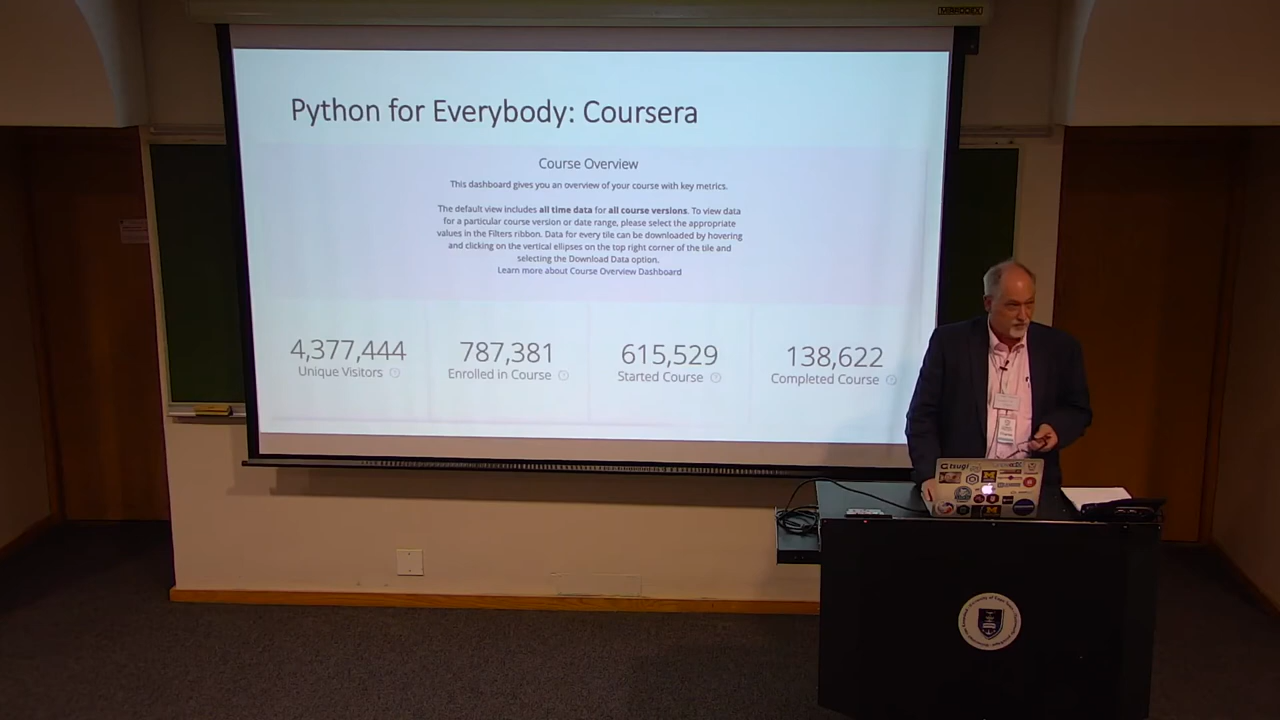 Python for Everybody: Coursera
Course Overview
This dashboard gives you an overview of your course with key metrics.
The default view includes all time data for all course versions. To view data
for a particular course version or date range, please select the appropriate
values in the Filters ribbon. Data for every tile can be downloaded by hovering
and clicking on the vertical ellipses on the top right corner of the tile and
selecting the Download Data option.
Learn more about Course Overview Dashboard
4,377,444
Unique Visitors
787,381
Enrolled in Course
615,529
Started Course
138,622
Completed Course
tsugi
M
M